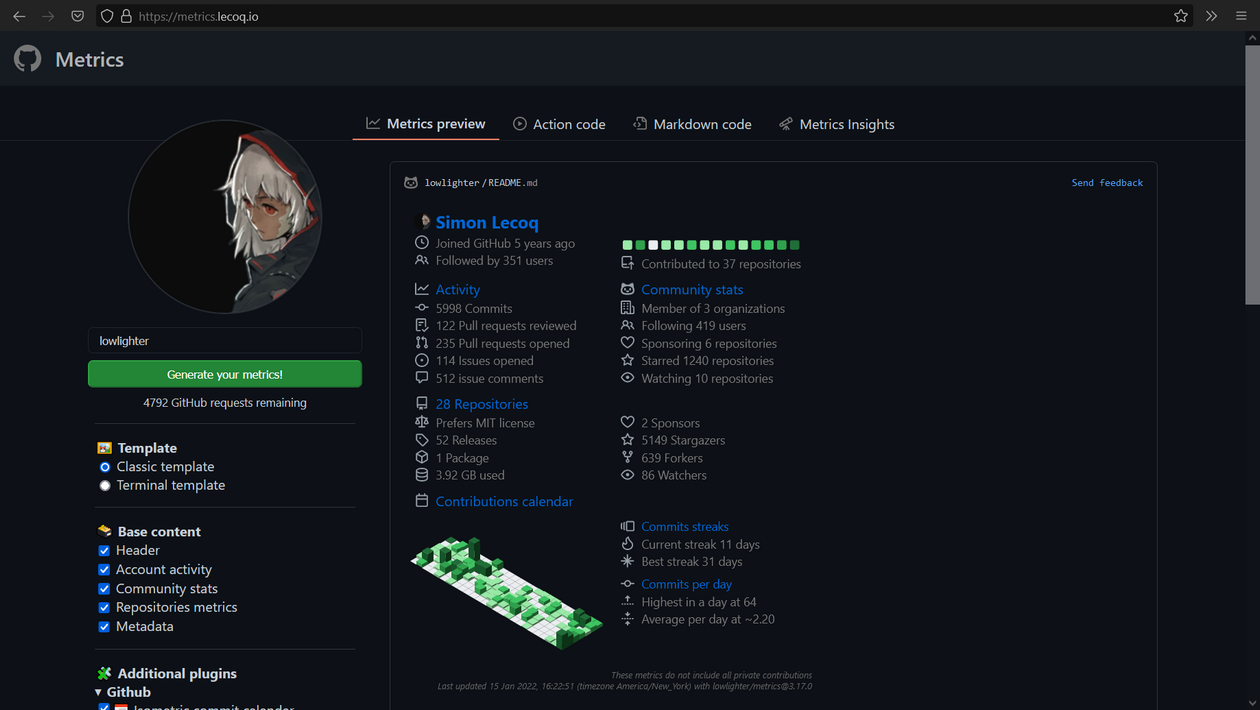 https://metrics.lecoq.io
Metrics
Metrics preview
Action code
Markdown code
Metrics Insights
lowlighter
Generate your metrics!
4792 GitHub requests remaining
Template
Classic template
Terminal template
Base content
Header
Account activity
Community stats
Repositories metrics
Metadata
Additional plugins
▼ Github
Isometric commit calendar
lowlighter/README.md
Send feedback
Simon Lecoq
Joined GitHub 5 years ago
Followed by 351 users
Contributed to 37 repositories
Activity
5998 Commits
122 Pull requests reviewed
235 Pull requests opened
114 Issues opened
512 issue comments
Community stats
Member of 3 organizations
Following 419 users
Sponsoring 6 repositories
Starred 1240 repositories
Watching 10 repositories
28 Repositories
Prefers MIT license
52 Releases
1 Package
3.92 GB used
2 Sponsors
5149 Stargazers
639 Forkers
86 Watchers
Contributions calendar
Commits streaks
Current streak 11 days
Best streak 31 days
Commits per day
Highest in a day at 64
Average per day at ~2.20
These metrics do not include all private contributions
Last updated 15 Jan 2022, 16:22:51 (timezone America/New_York) with lowlighter/metrics@3.17.0